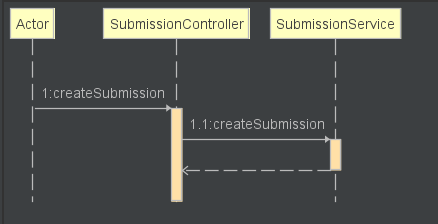 Actor
SubmissionController
SubmissionService
1:createSubmission
1.1:createSubmission